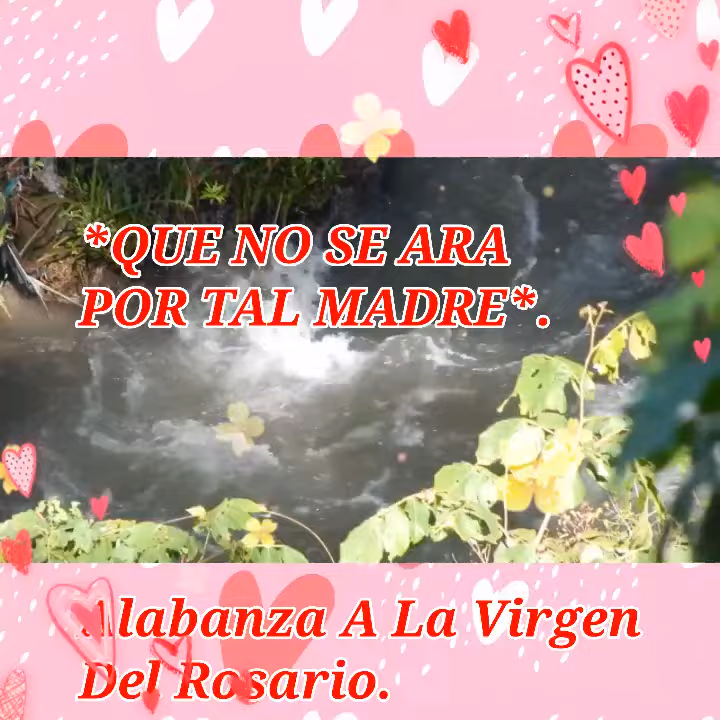 *QUE NO SE ARA
POR TAL MADRE*.
Alabanza A La Virgen
Del Rosario.